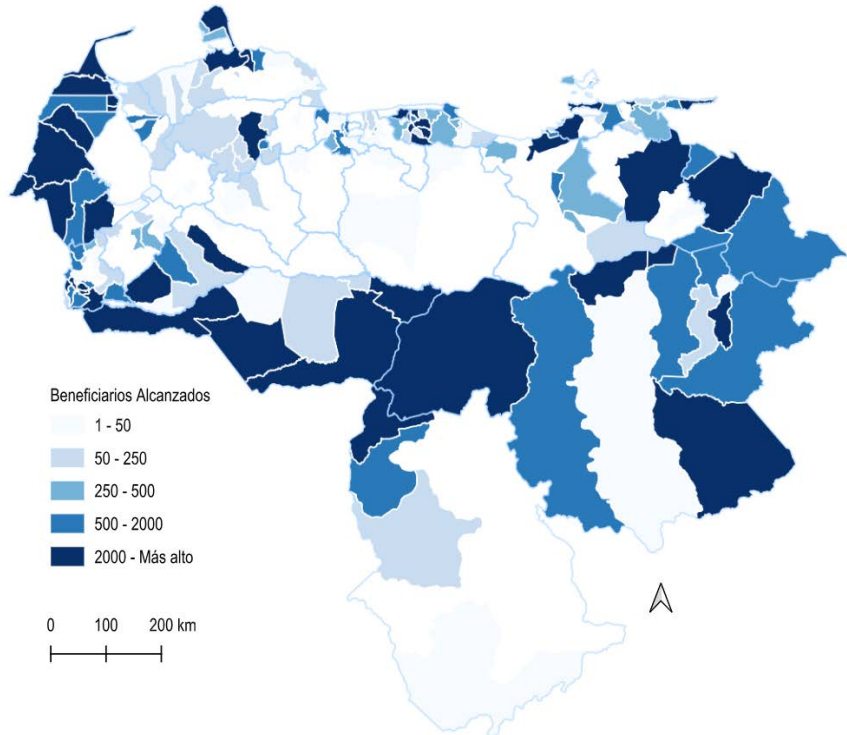 Beneficiarios Alcanzados
1 - 50
50 - 250
250 - 500
500 - 2000
2000 - Más alto
0 100 200 km